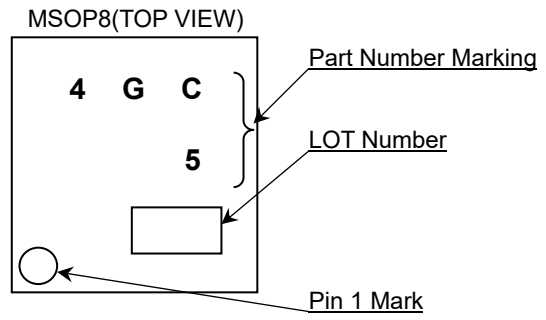 MSOP8(TOP VIEW)
Part Number Marking
4 G C
LOT Number
5
Pin 1 Mark